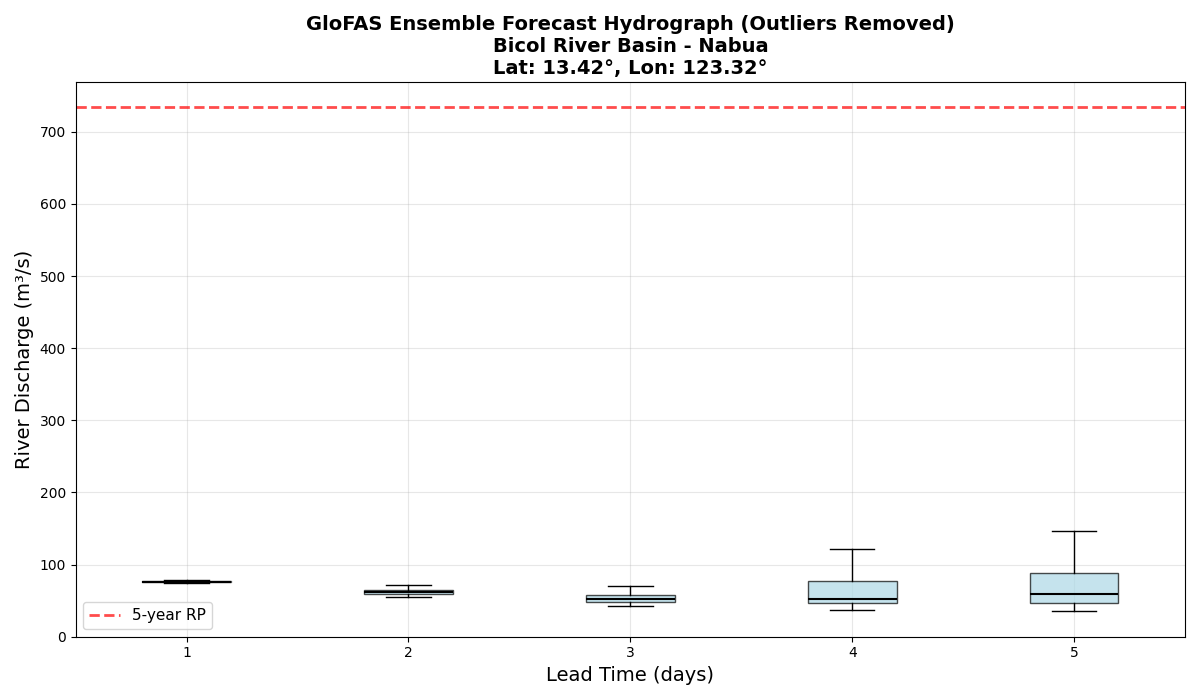 GloFAS Ensemble Forecast Hydrograph (Outliers Removed)
Bicol River Basin - Nabua
Lat: 13.42°, Lon: 123.32°
River Discharge (m³/s)
700
600
500
400
300
200
100
0
5-year RP
1 2 3 4 5
Lead Time (days)